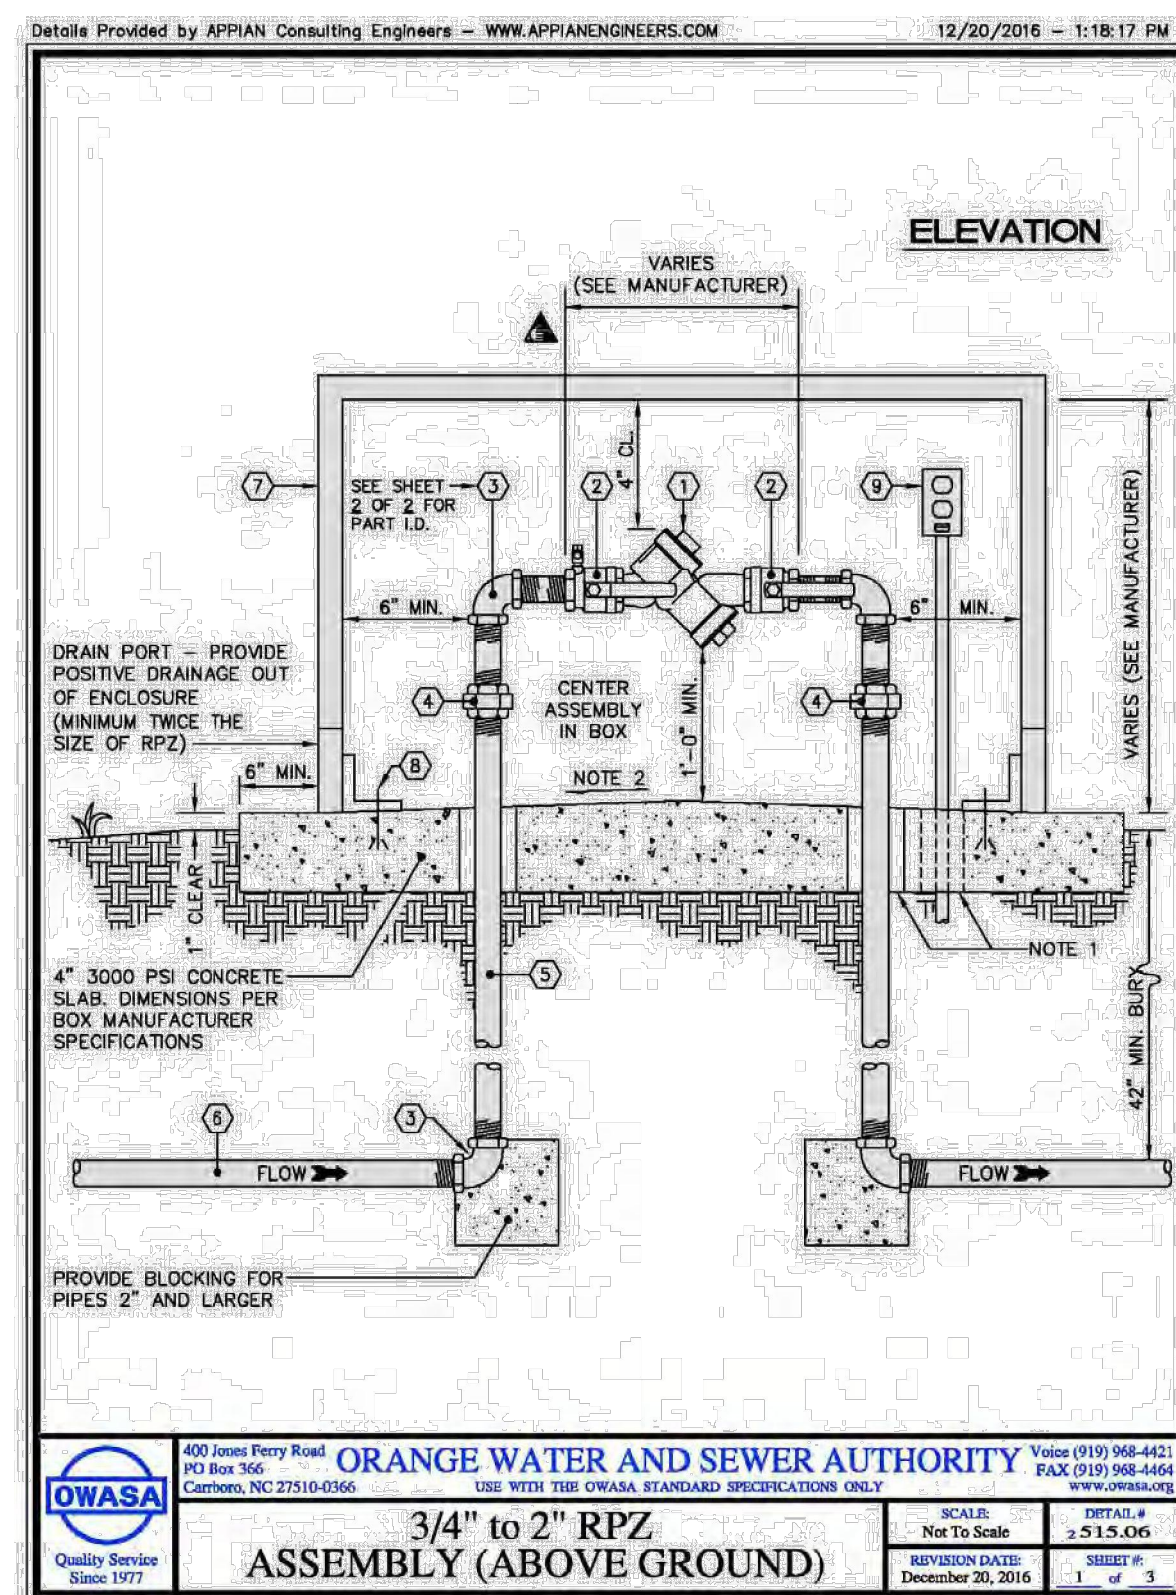 Details Provided by APPIAN Consulting Engineers – WWW.APPIANENGINEERS.COM
12/20/2016 – 1:18:17 PM
ELEVATION
VARIES
(SEE MANUFACTURER)
4" CL.
7
SEE SHEET
2 OF 2 FOR
PART I.D.
3
2
1
2
9
VARIES (SEE MANUFACTURER)
6" MIN.
6" MIN.
DRAIN PORT – PROVIDE
POSITIVE DRAINAGE OUT
OF ENCLOSURE
(MINIMUM TWICE THE
SIZE OF RPZ)
4
CENTER
ASSEMBLY
IN BOX
1'-0" MIN.
4
8
6" MIN.
NOTE 2
1" CLEAR
NOTE 1
4" 3000 PSI CONCRETE
SLAB. DIMENSIONS PER
BOX MANUFACTURER
SPECIFICATIONS
5
42" MIN. BURY
6
3
FLOW
FLOW
PROVIDE BLOCKING FOR
PIPES 2" AND LARGER
OWASA
Quality Service
Since 1977
400 Jones Ferry Road
PO Box 366
Carrboro, NC 27510-0366
ORANGE WATER AND SEWER AUTHORITY
USE WITH THE OWASA STANDARD SPECIFICATIONS ONLY
Voice (919) 968-4421
FAX (919) 968-4464
www.owasa.org
3/4" to 2" RPZ
ASSEMBLY (ABOVE GROUND)
SCALE:
Not To Scale
DETAIL #
2 515.06
REVISION DATE:
December 20, 2016
SHEET #:
1 of 3